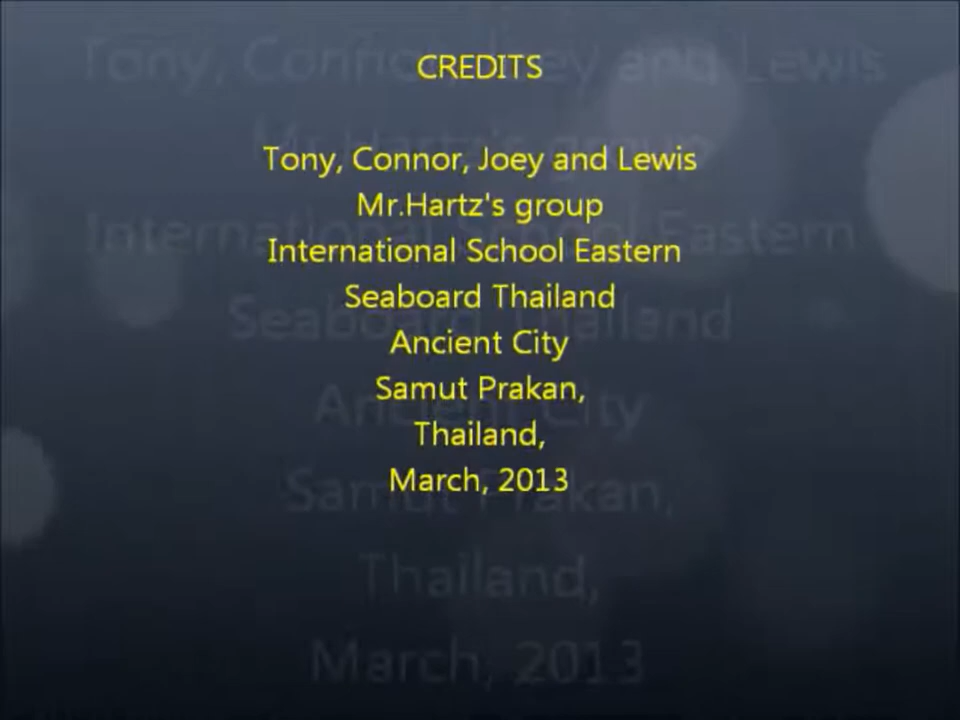 CREDITS
Tony, Connor, Joey and Lewis
Mr.Hartz's group
International School Eastern
Seaboard Thailand
Ancient City
Samut Prakan,
Thailand,
March, 2013